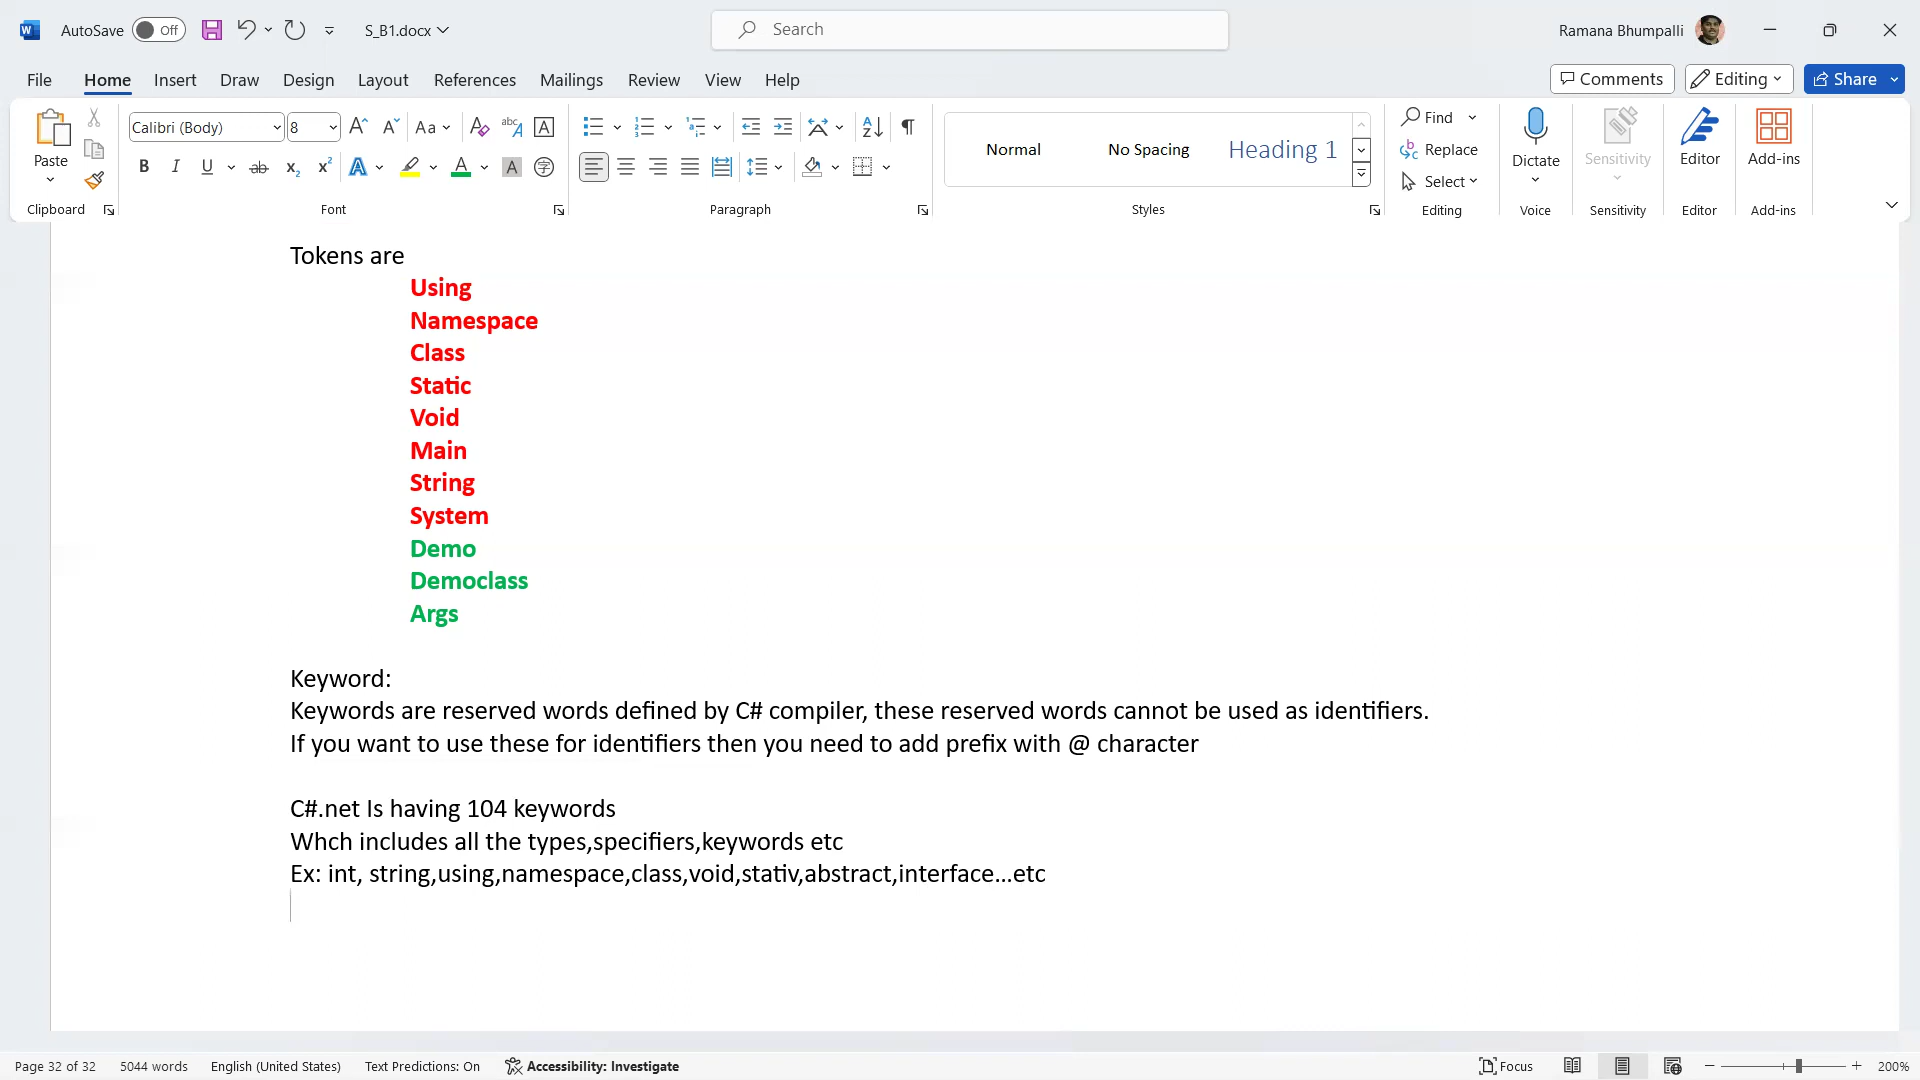 AutoSave Off S_B1.docx Search Ramana Bhumpalli
File Home Insert Draw Design Layout References Mailings Review View Help Comments Editing Share
Paste Calibri (Body) 8 Aa Normal No Spacing Heading 1 Find Replace Select Dictate Sensitivity Editor Add-ins
Clipboard Font Paragraph Styles Editing Voice Sensitivity Editor Add-ins
Tokens are
Using
Namespace
Class
Static
Void
Main
String
System
Demo
Democlass
Args
Keyword:
Keywords are reserved words defined by C# compiler, these reserved words cannot be used as identifiers.
If you want to use these for identifiers then you need to add prefix with @ character
C#.net Is having 104 keywords
Whch includes all the types,specifiers,keywords etc
Ex: int, string,using,namespace,class,void,stativ,abstract,interface...etc
Page 32 of 32 5044 words English (United States) Text Predictions: On Accessibility: Investigate Focus 200%